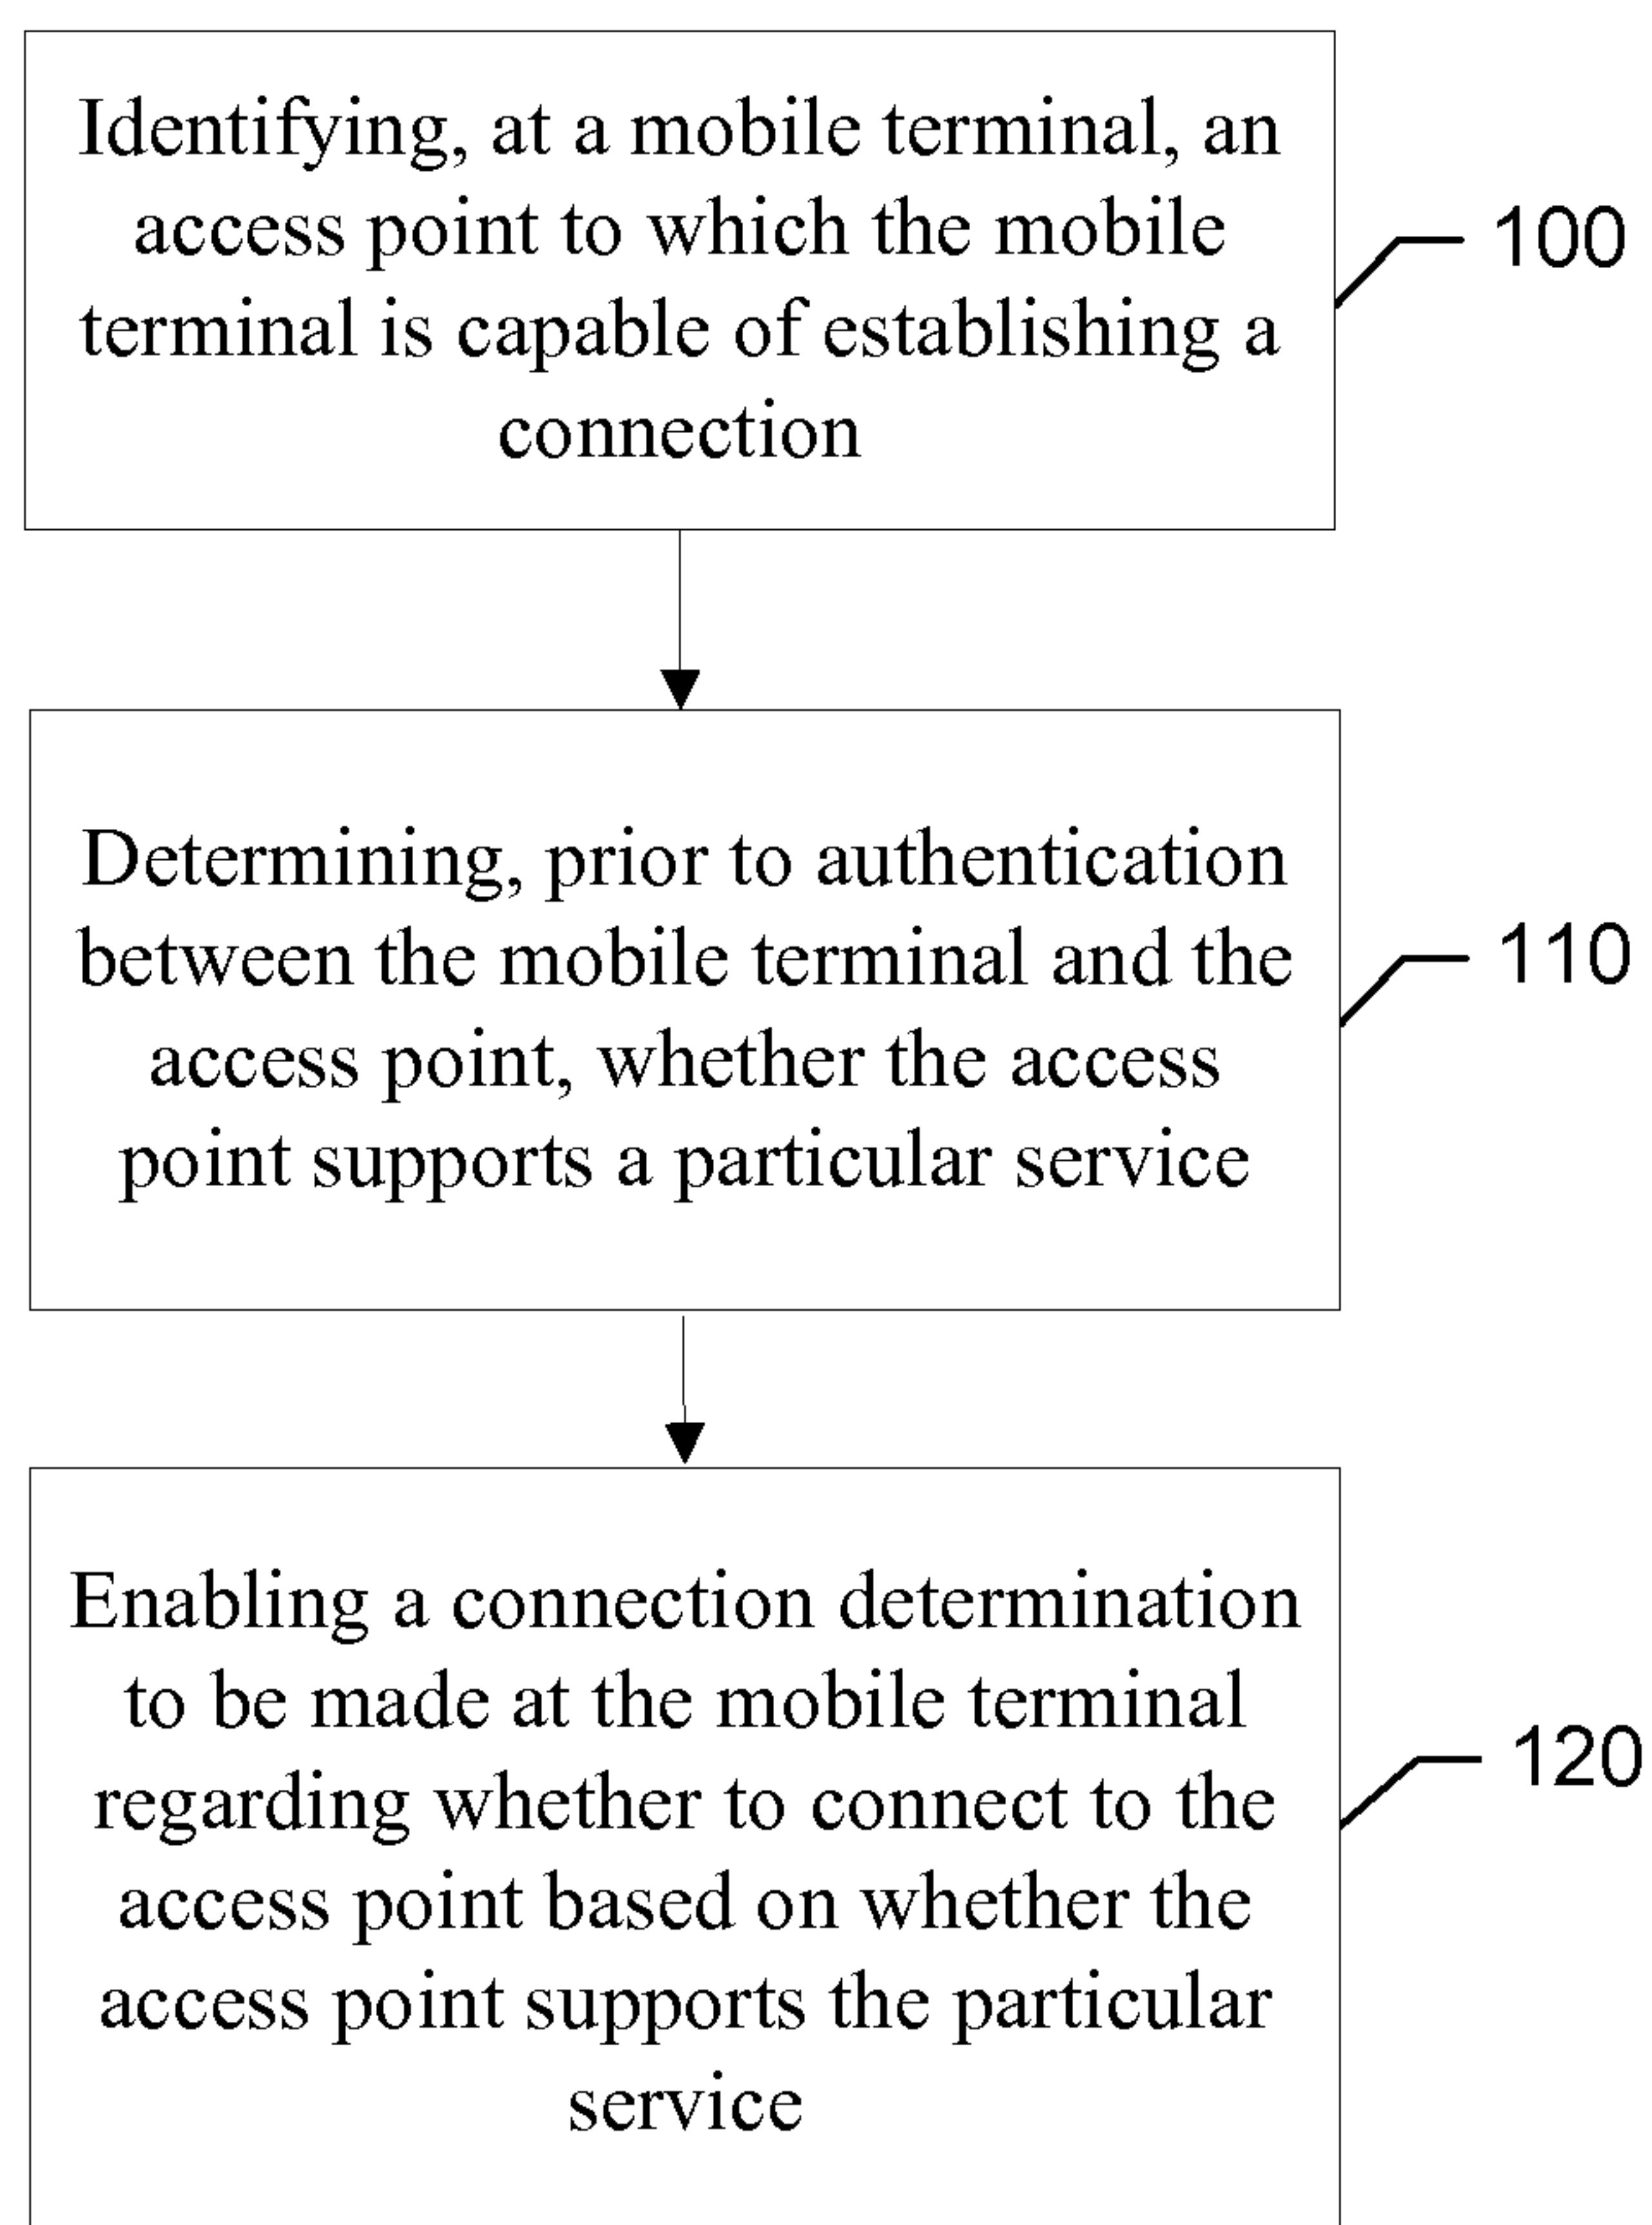 Identifying, at a mobile terminal, an
access point to which the mobile
terminal is capable of establishing a
connection
100
Determining, prior to authentication
between the mobile terminal and the
access point, whether the access
point supports a particular service
110
Enabling a connection determination
to be made at the mobile terminal
regarding whether to connect to the
access point based on whether the
access point supports the particular
service
120